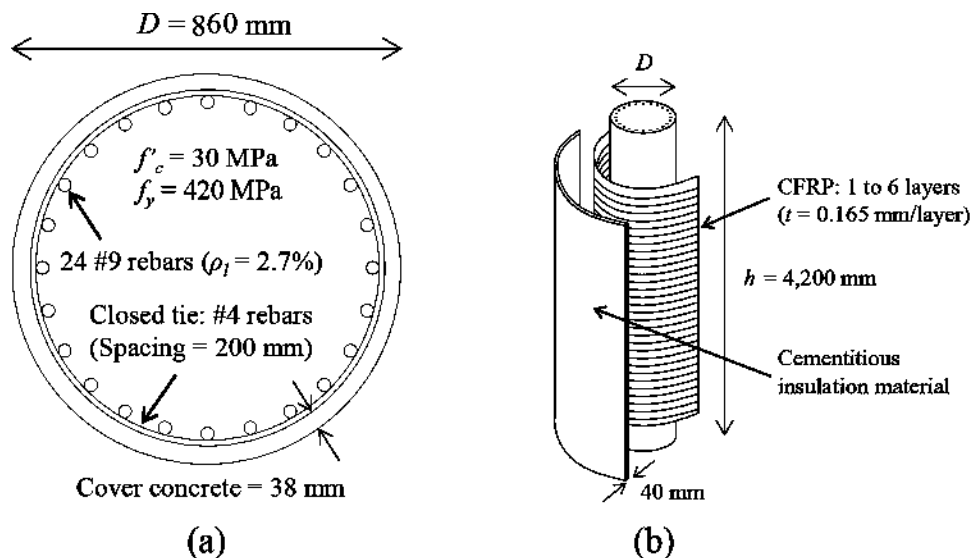 D = 860 mm
f'c = 30 MPa
fy = 420 MPa
24 #9 rebars (ρl = 2.7%)
Closed tie: #4 rebars
(Spacing = 200 mm)
Cover concrete = 38 mm
(a)
D
CFRP: 1 to 6 layers
(t = 0.165 mm/layer)
h = 4,200 mm
Cementitious
insulation material
40 mm
(b)